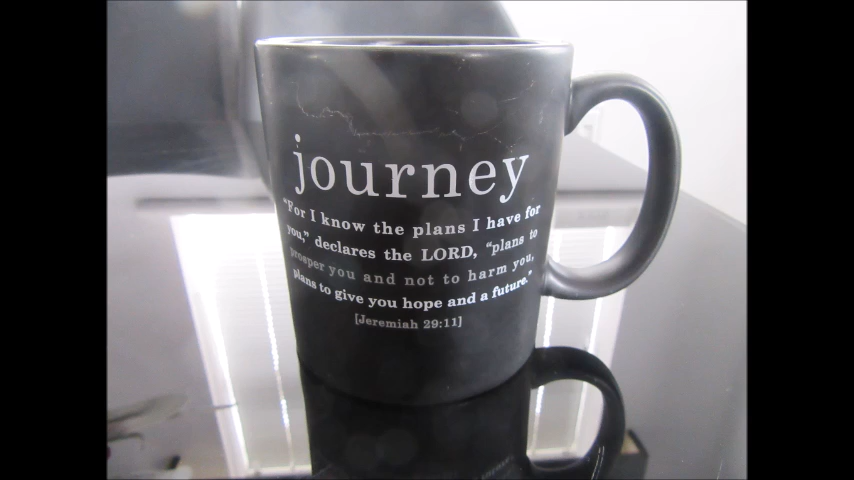 journey
"For I know the plans I have for
you," declares the LORD, "plans to
prosper you and not to harm you,
plans to give you hope and a future."
[Jeremiah 29:11]